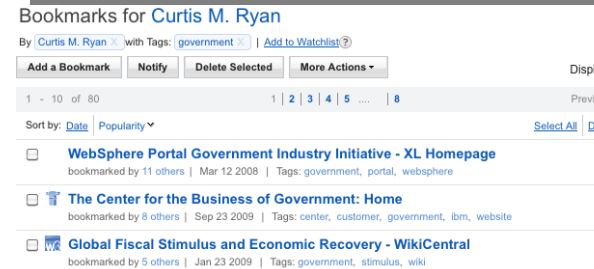 Bookmarks for Curtis M. Ryan
By Curtis M. Ryan X with Tags: government X | Add to Watchlist ?
Add a Bookmark Notify Delete Selected More Actions
1 - 10 of 80 1 | 2 | 3 | 4 | 5 .... | 8
Sort by: Date | Popularity Select All
WebSphere Portal Government Industry Initiative - XL Homepage
bookmarked by 11 others | Mar 12 2008 | Tags: government, portal, websphere
The Center for the Business of Government: Home
bookmarked by 8 others | Sep 23 2009 | Tags: center, customer, government, ibm, website
Global Fiscal Stimulus and Economic Recovery - WikiCentral
bookmarked by 5 others | Jan 23 2009 | Tags: government, stimulus, wiki